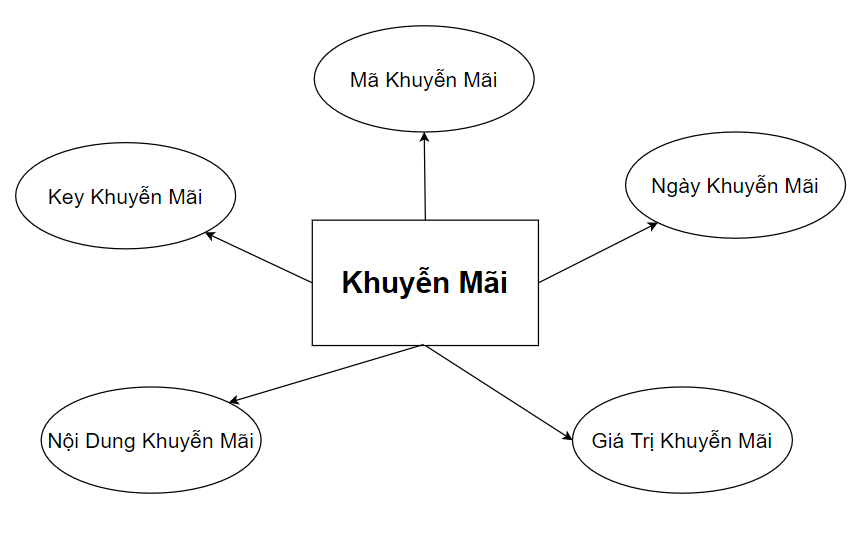 Mã Khuyễn Mãi
Key Khuyễn Mãi
Ngày Khuyễn Mãi
Khuyễn Mãi
Nội Dung Khuyễn Mãi
Giá Trị Khuyễn Mãi